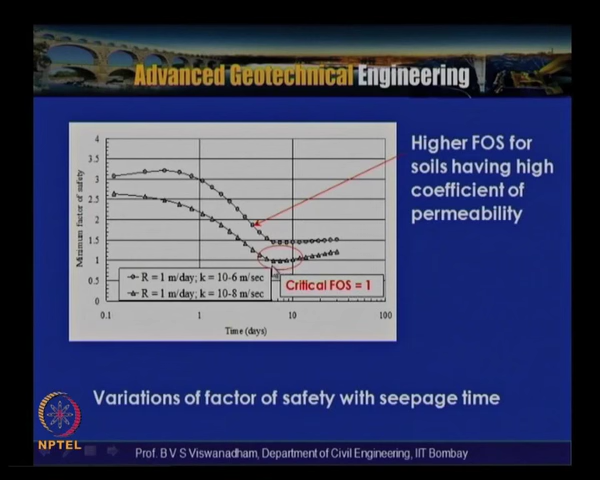 Advanced Geotechnical Engineering
Higher FOS for
soils having high
coefficient of
permeability
Minimum factor of safety
4
3.5
3
2.5
2
1.5
1
0.5
0
R = 1 m/day; k = 10-6 m/sec
R = 1 m/day; k = 10-8 m/sec
Critical FOS = 1
0.1 1 10 100
Time (days)
Variations of factor of safety with seepage time
NPTEL
Prof. B V S Viswanadham, Department of Civil Engineering, IIT Bombay